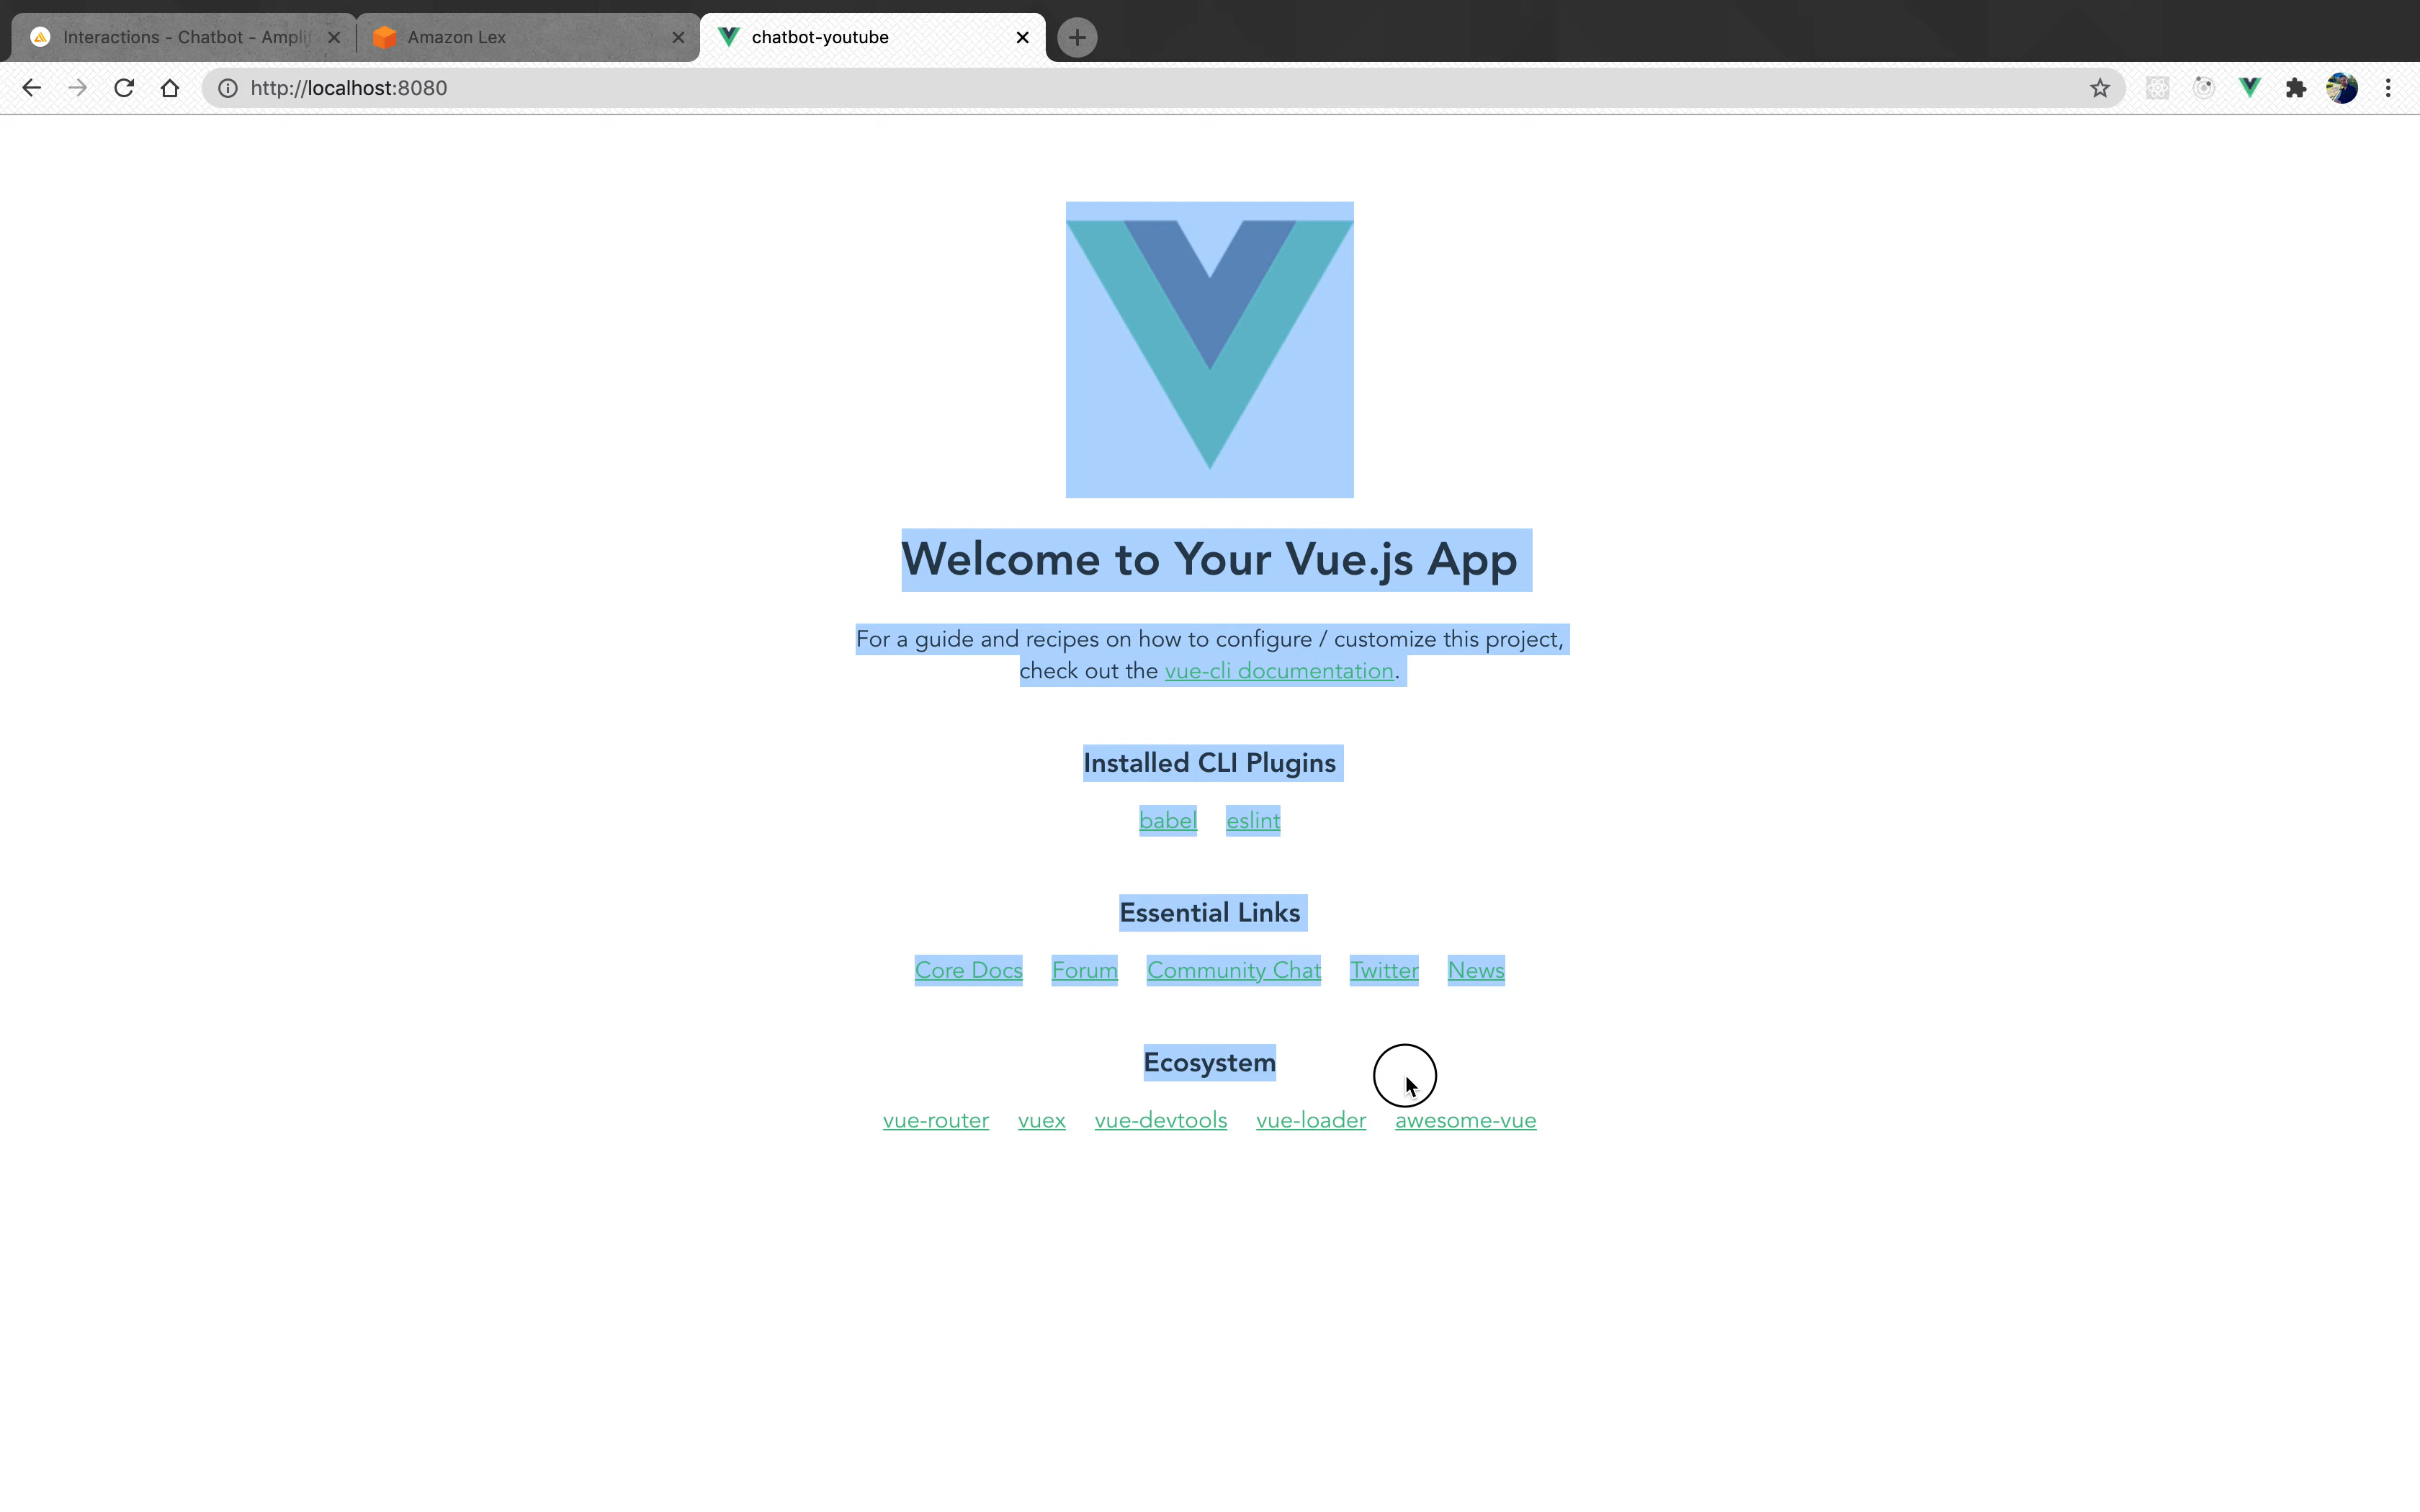 Interactions - Chatbot - Ampli
Amazon Lex
chatbot-youtube
http://localhost:8080
Welcome to Your Vue.js App
For a guide and recipes on how to configure / customize this project,
check out the vue-cli documentation.
Installed CLI Plugins
babel eslint
Essential Links
Core Docs Forum Community Chat Twitter News
Ecosystem
vue-router vuex vue-devtools vue-loader awesome-vue